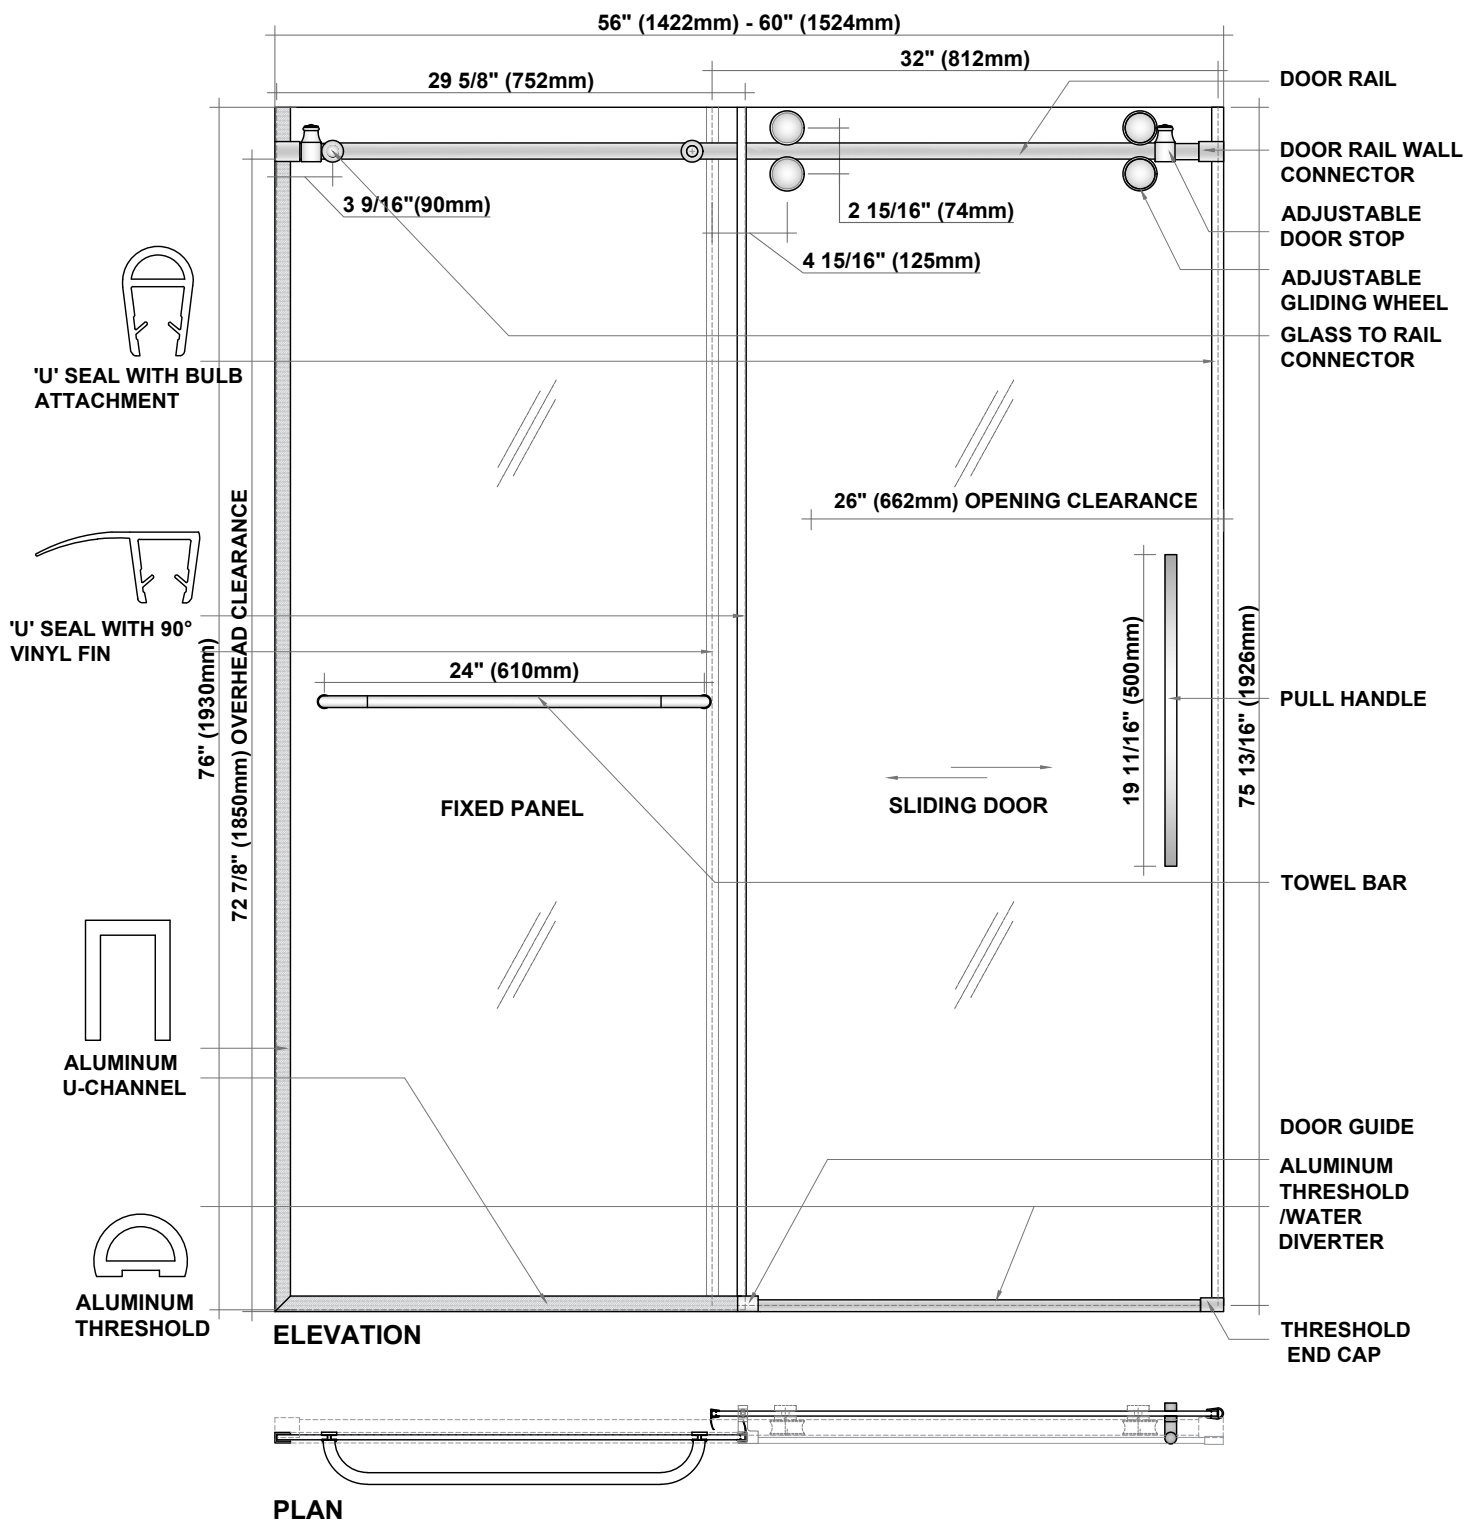 56" (1422mm) - 60" (1524mm)
32" (812mm)
29 5/8" (752mm)
DOOR RAIL
DOOR RAIL WALL
CONNECTOR
3 9/16"(90mm)
2 15/16" (74mm)
ADJUSTABLE
DOOR STOP
4 15/16" (125mm)
ADJUSTABLE
GLIDING WHEEL
GLASS TO RAIL
CONNECTOR
'U' SEAL WITH BULB
ATTACHMENT
26" (662mm) OPENING CLEARANCE
'U' SEAL WITH 90°
VINYL FIN
76" (1930mm)
72 7/8" (1850mm) OVERHEAD CLEARANCE
24" (610mm)
19 11/16" (500mm)
75 13/16" (1926mm)
PULL HANDLE
FIXED PANEL
SLIDING DOOR
TOWEL BAR
ALUMINUM
U-CHANNEL
DOOR GUIDE
ALUMINUM
THRESHOLD
/WATER
DIVERTER
ALUMINUM
THRESHOLD
ELEVATION
THRESHOLD
END CAP
PLAN